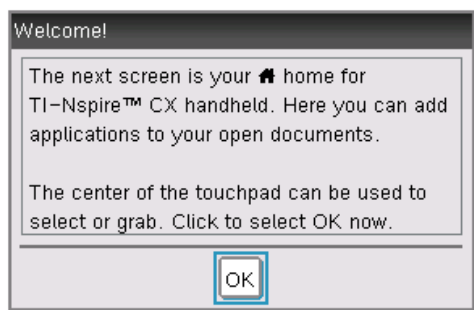 Welcome!
The next screen is your home for
TI-Nspire™ CX handheld. Here you can add
applications to your open documents.
The center of the touchpad can be used to
select or grab. Click to select OK now.
OK